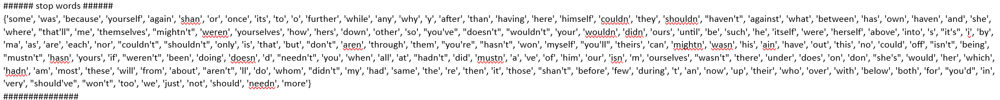 ###### stop words ######
{'some', 'was', 'because', 'yourself', 'again', 'shan', 'or', 'once', 'its', 'to', 'o', 'further', 'while', 'any', 'why', 'y', 'after', 'than', 'having', 'here', 'himself', 'couldn', 'they', 'shouldn', "haven't", 'against', 'what', 'between', 'has', 'own', 'haven', 'and', 'she',
'where', "that'll", 'me', 'themselves', "mightn't", 'weren', 'yourselves', 'how', 'hers', 'down', 'other', 'so', "you've", "doesn't", "wouldn't", 'your', 'wouldn', 'didn', 'ours', 'until', 'be', 'such', 'he', 'itself', 'were', 'herself', 'above', 'into', 's', "it's", 'i', 'by',
'ma', 'as', 'are', 'each', 'nor', "couldn't", "shouldn't", 'only', 'is', 'that', 'but', "don't", 'aren', 'through', 'them', "you're", "hasn't", 'won', 'myself', "you'll", 'theirs', 'can', 'mightn', 'wasn', 'his', 'ain', 'have', 'out', 'this', 'no', 'could', 'off', "isn't", 'being',
"mustn't", 'hasn', 'yours', 'if', "weren't", 'been', 'doing', 'doesn', 'd', "needn't", 'you', 'when', 'all', 'at', "hadn't", 'did', 'mustn', 'a', 've', 'of', 'him', 'our', 'isn', 'm', 'ourselves', "wasn't", 'there', 'under', 'does', 'on', 'don', "she's", 'would', 'her', 'which',
'hadn', 'am', 'most', 'these', 'will', 'from', 'about', "aren't", 'll', 'do', 'whom', "didn't", 'my', 'had', 'same', 'the', 're', 'then', 'it', 'those', "shan't", 'before', 'few', 'during', 't', 'an', 'now', 'up', 'their', 'who', 'over', 'with', 'below', 'both', 'for', "you'd", 'in',
'very', "should've", "won't", 'too', 'we', 'just', 'not', 'should', 'needn', 'more'}
###############